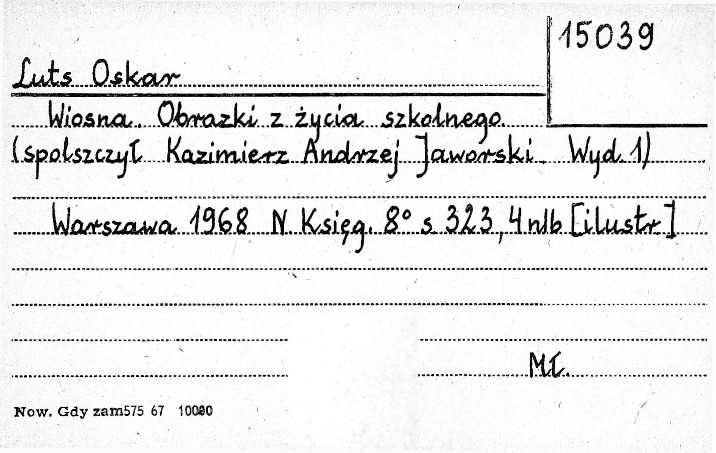 15039
Luts Oskar
Wiosna. Obrazki z życia szkolnego.
(spolszczył Kazimierz Andrzej Jaworski. Wyd. 1)
Warszawa 1968 N. Księg. 8° s 323, 4 nlb [ilustr]
MŁ.
Now. Gdy zam575 67 10000